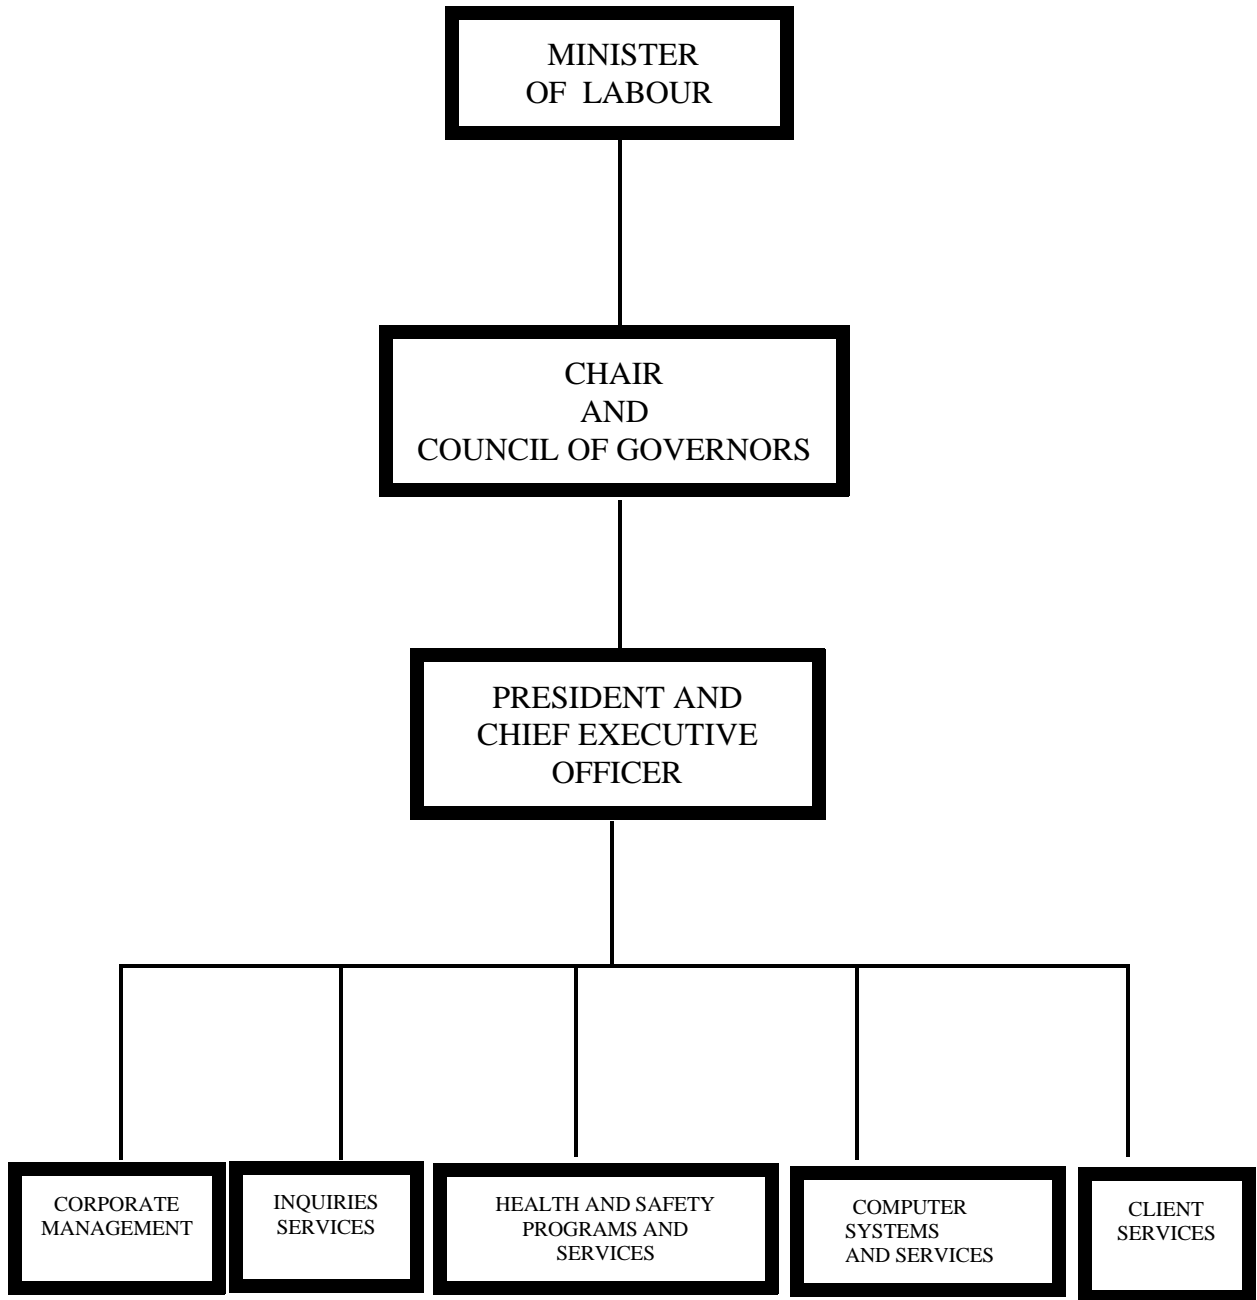 MINISTER
OF LABOUR
CHAIR
AND
COUNCIL OF GOVERNORS
PRESIDENT AND
CHIEF EXECUTIVE
OFFICER
CORPORATE
MANAGEMENT
INQUIRIES
SERVICES
HEALTH AND SAFETY
PROGRAMS AND
SERVICES
COMPUTER
SYSTEMS
AND SERVICES
CLIENT
SERVICES